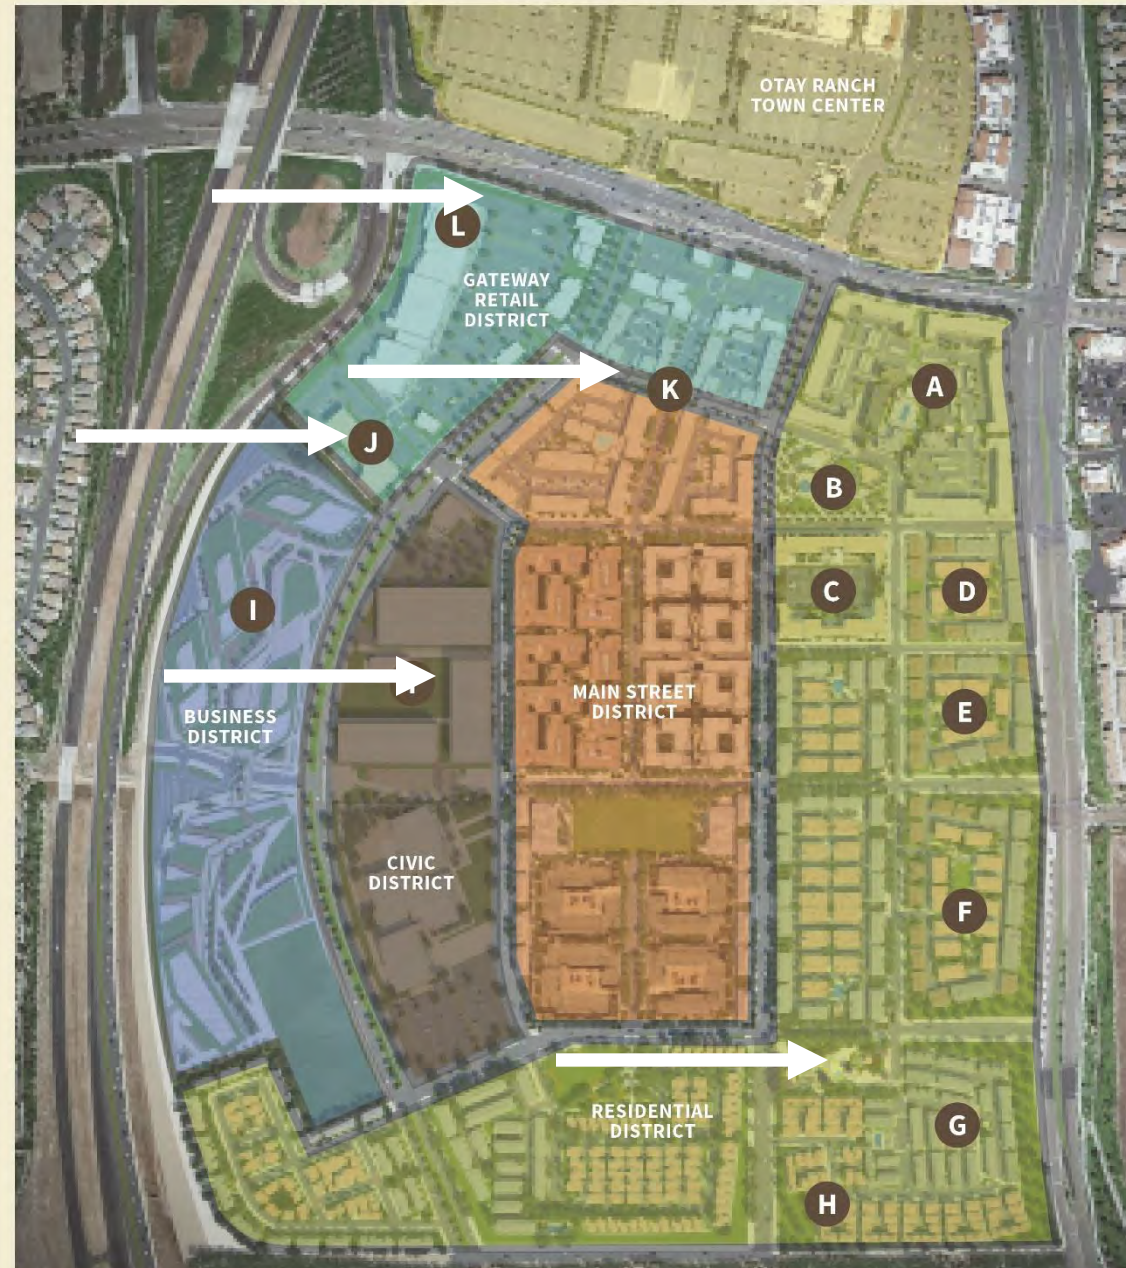 OTAY RANCH
TOWN CENTER
L
GATEWAY
RETAIL
DISTRICT
K
A
J
B
C
D
I
E
MAIN STREET
DISTRICT
BUSINESS
DISTRICT
CIVIC
DISTRICT
F
RESIDENTIAL
DISTRICT
G
H